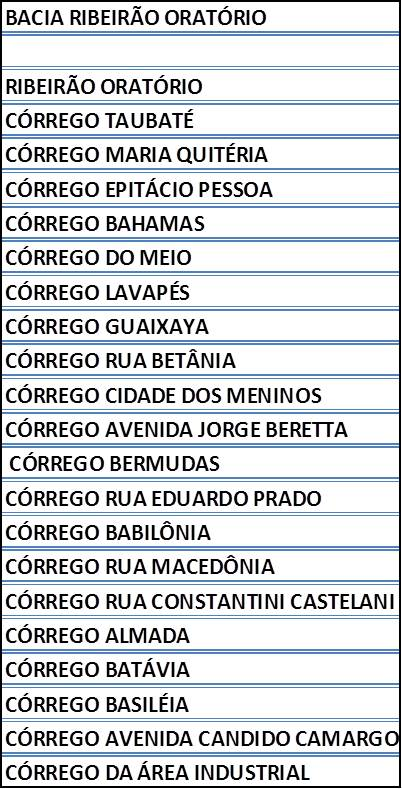 BACIA RIBEIRÃO ORATÓRIO
RIBEIRÃO ORATÓRIO
CÓRREGO TAUBATÉ
CÓRREGO MARIA QUITÉRIA
CÓRREGO EPITÁCIO PESSOA
CÓRREGO BAHAMAS
CÓRREGO DO MEIO
CÓRREGO LAVAPÉS
CÓRREGO GUAIXAYA
CÓRREGO RUA BETÂNIA
CÓRREGO CIDADE DOS MENINOS
CÓRREGO AVENIDA JORGE BERETTA
CÓRREGO BERMUDAS
CÓRREGO RUA EDUARDO PRADO
CÓRREGO BABILÔNIA
CÓRREGO RUA MACEDÔNIA
CÓRREGO RUA CONSTANTINI CASTELANI
CÓRREGO ALMADA
CÓRREGO BATÁVIA
CÓRREGO BASILÉIA
CÓRREGO AVENIDA CANDIDO CAMARGO
CÓRREGO DA ÁREA INDUSTRIAL